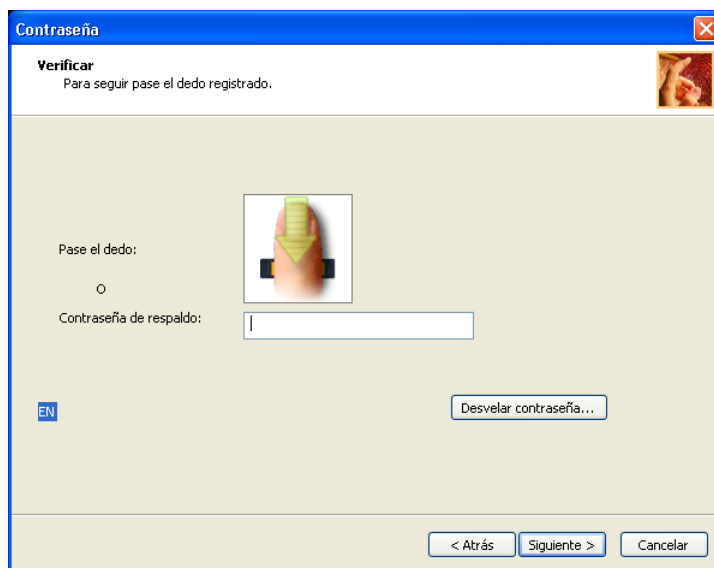 Contraseña
Verificar
Para seguir pase el dedo registrado.
Pase el dedo:
O
Contraseña de respaldo:
EN
Desvelar contraseña...
< Atrás
Siguiente >
Cancelar